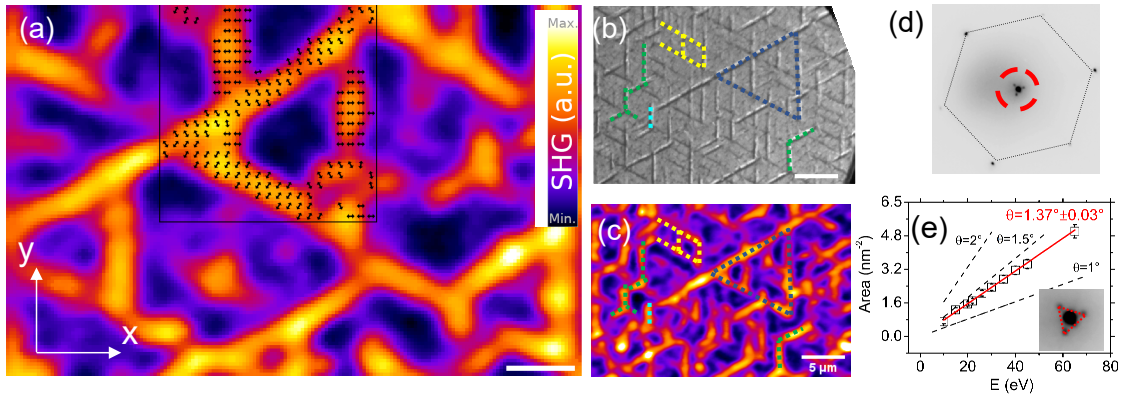 (a)
Max.
SHG (a.u.)
Min.
y
x
(b)
(c)
5 μm
(d)
(e)
θ=1.37°±0.03°
θ=2°
θ=1.5°
θ=1°
Area (nm⁻²)
6.5
4.8
3.2
1.6
0.0
0 20 40 60 80
E (eV)